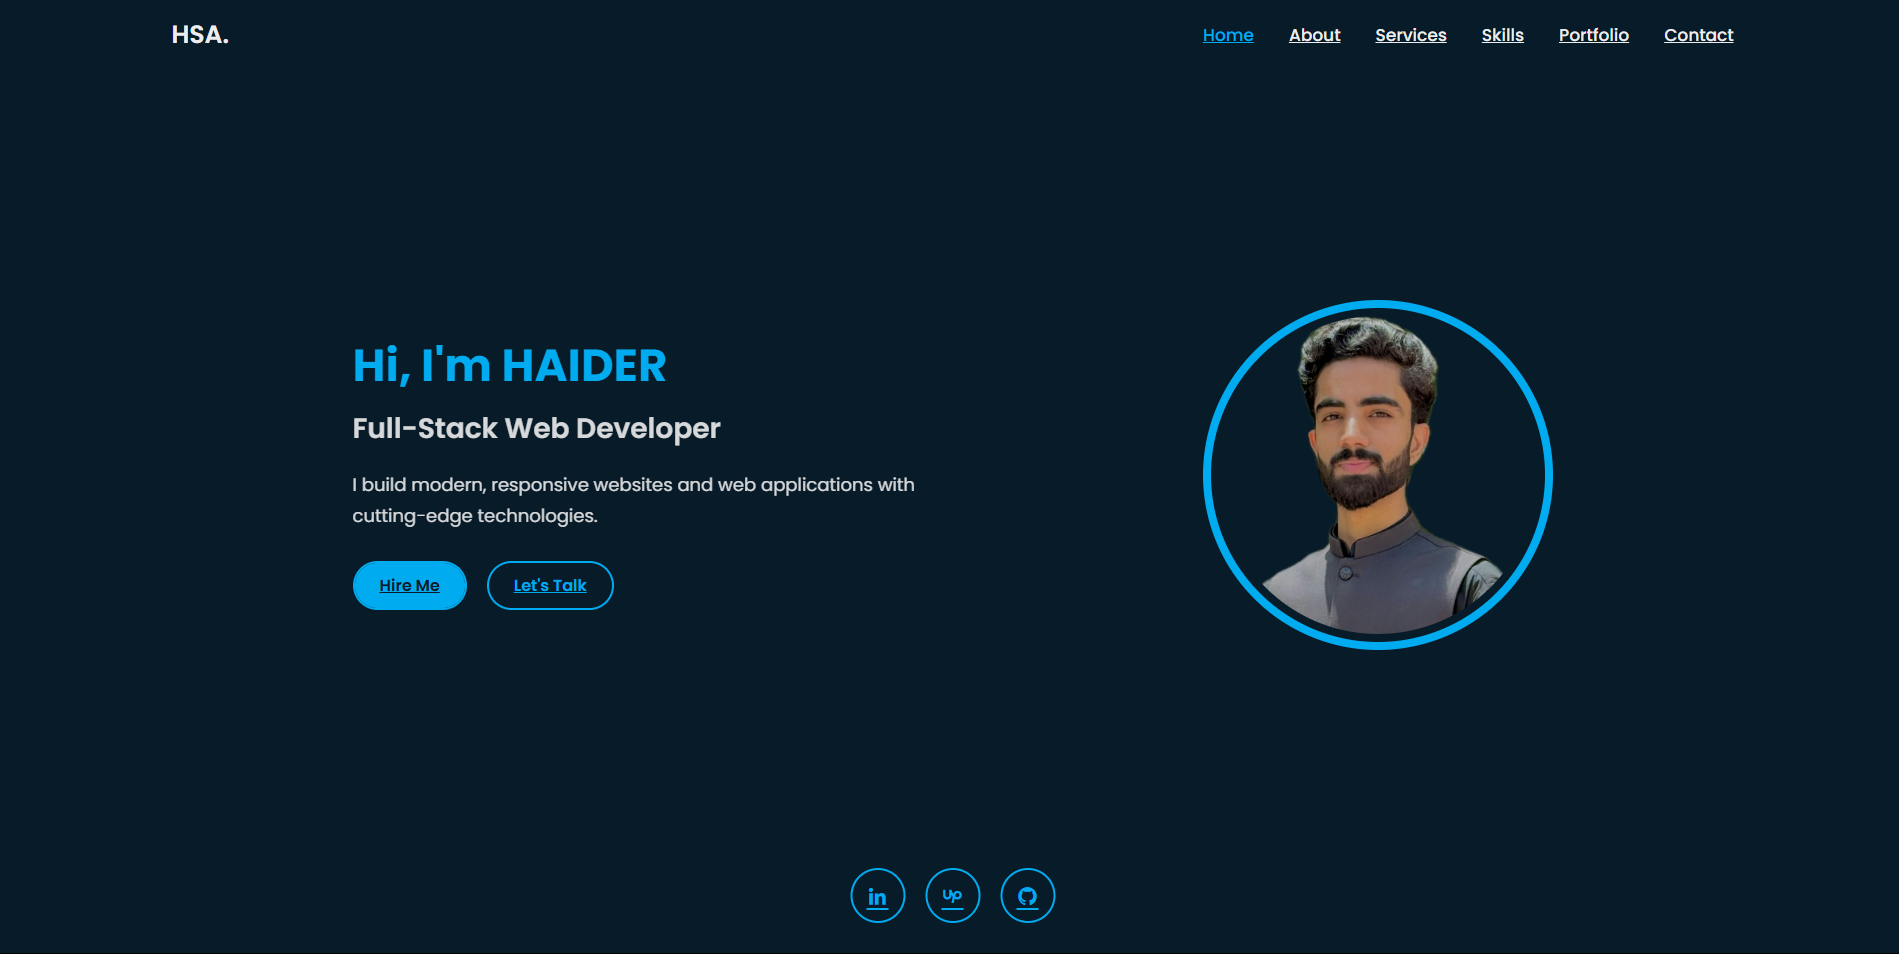 HSA.
Home About Services Skills Portfolio Contact
Hi, I'm HAIDER
Full-Stack Web Developer
I build modern, responsive websites and web applications with
cutting-edge technologies.
Hire Me Let's Talk
in up